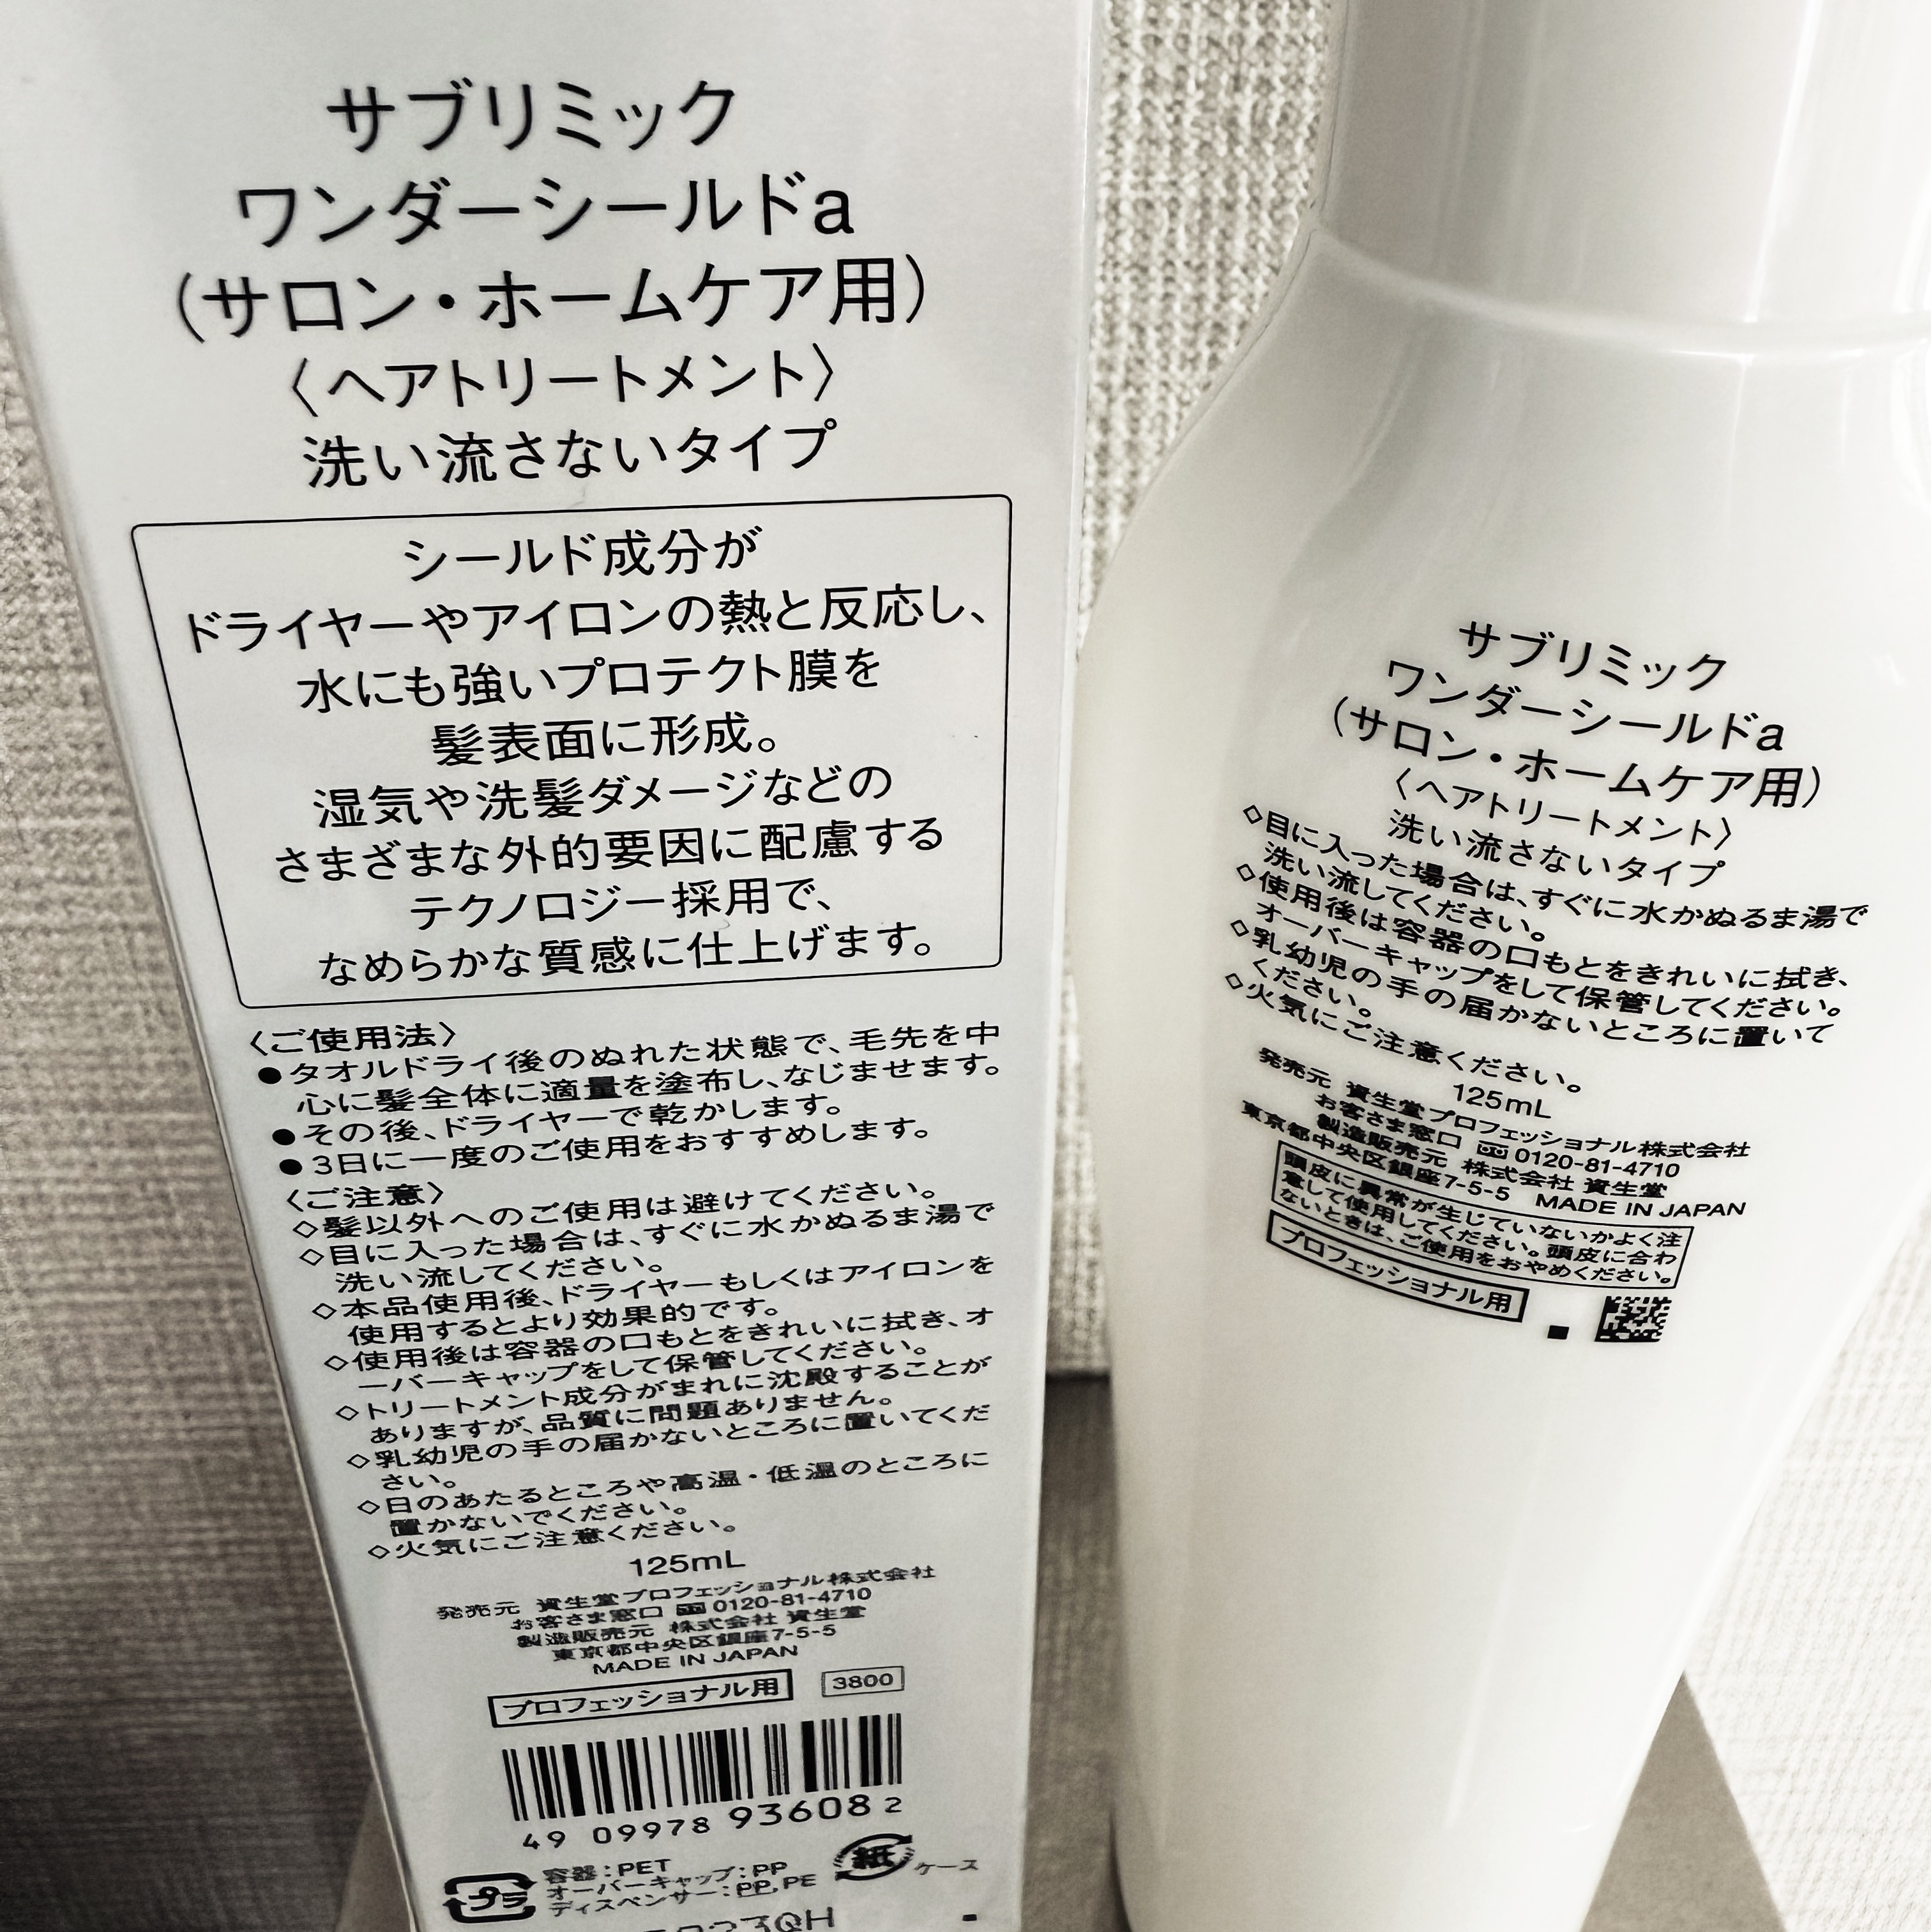 サブリミック
ワンダーシールドa
(サロン・ホームケア用)
〈ヘアトリートメント〉
洗い流さないタイプ
シールド成分が
ドライヤーやアイロンの熱と反応し、
水にも強いプロテクト膜を
髪表面に形成。
湿気や洗髪ダメージなどの
さまざまな外的要因に配慮する
テクノロジー採用で、
なめらかな質感に仕上げます。
〈ご使用法〉
●タオルドライ後のぬれた状態で、毛先を中
心に髪全体に適量を塗布し、なじませます。
●その後、ドライヤーで乾かします。
●3日に一度のご使用をおすすめします。
〈ご注意〉
◇髪以外へのご使用は避けてください。
◇目に入った場合は、すぐに水かぬるま湯で
洗い流してください。
◇本品使用後、ドライヤーもしくはアイロンを
使用するとより効果的です。
◇使用後は容器の口もとをきれいに拭き、オ
ーバーキャップをして保管してください。
◇トリートメント成分がまれに沈殿することが
ありますが、品質に問題ありません。
◇乳幼児の手の届かないところに置いてくだ
さい。
◇日のあたるところや高温・低温のところに
置かないでください。
◇火気にご注意ください。
125mL
発売元 資生堂プロフェッショナル株式会社
お客さま窓口 0120-81-4710
製造販売元 株式会社 資生堂
東京都中央区銀座7-5-5
MADE IN JAPAN
プロフェッショナル用 3800
49 09978 93608 2
プラ
容器:PET
オーバーキャップ:PP
ディスペンサー:PP,PE
紙 ケース
サブリミック
ワンダーシールドa
(サロン・ホームケア用)
〈ヘアトリートメント〉
洗い流さないタイプ
◇目に入った場合は、すぐに水かぬるま湯で
洗い流してください。
◇使用後は容器の口もとをきれいに拭き、
オーバーキャップをして保管してください。
◇乳幼児の手の届かないところに置いて
ください。
◇火気にご注意ください。
125mL
発売元 資生堂プロフェッショナル株式会社
お客さま窓口 0120-81-4710
製造販売元 株式会社 資生堂
東京都中央区銀座7-5-5 MADE IN JAPAN
頭皮に異常が生じていないかよく注
意して使用してください。頭皮に合わ
ないときは、ご使用をおやめください。
プロフェッショナル用